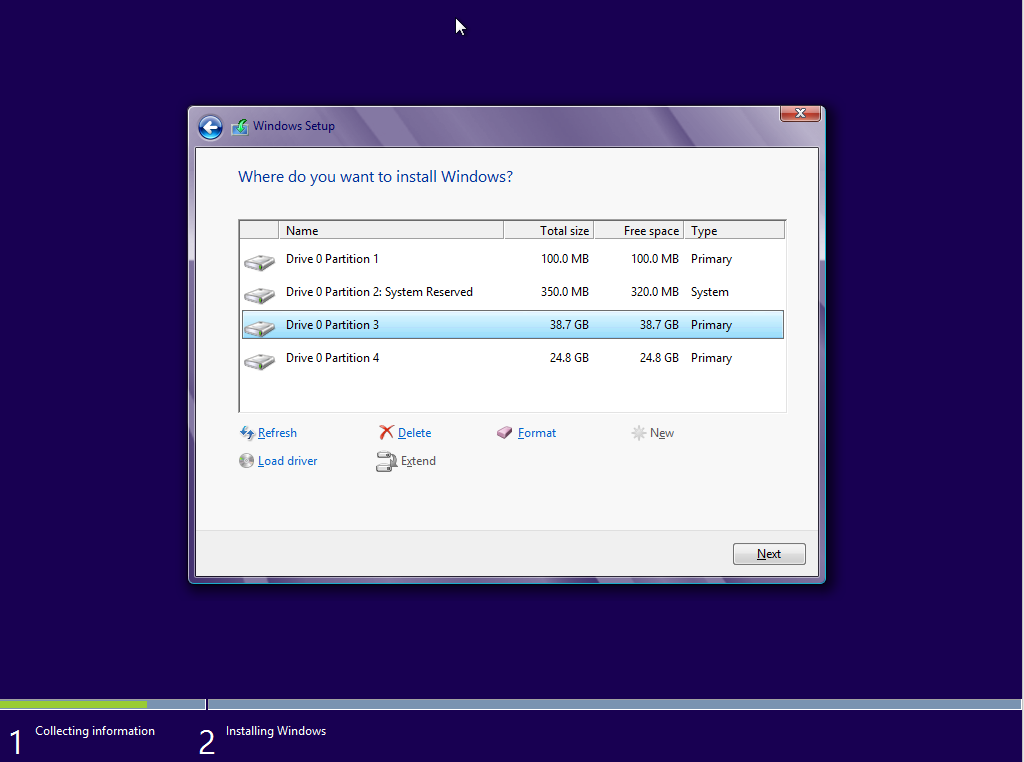 Windows Setup
Where do you want to install Windows?
Name Total size Free space Type
Drive 0 Partition 1 100.0 MB 100.0 MB Primary
Drive 0 Partition 2: System Reserved 350.0 MB 320.0 MB System
Drive 0 Partition 3 38.7 GB 38.7 GB Primary
Drive 0 Partition 4 24.8 GB 24.8 GB Primary
Refresh Delete Format New
Load driver Extend
Next
1 Collecting information 2 Installing Windows